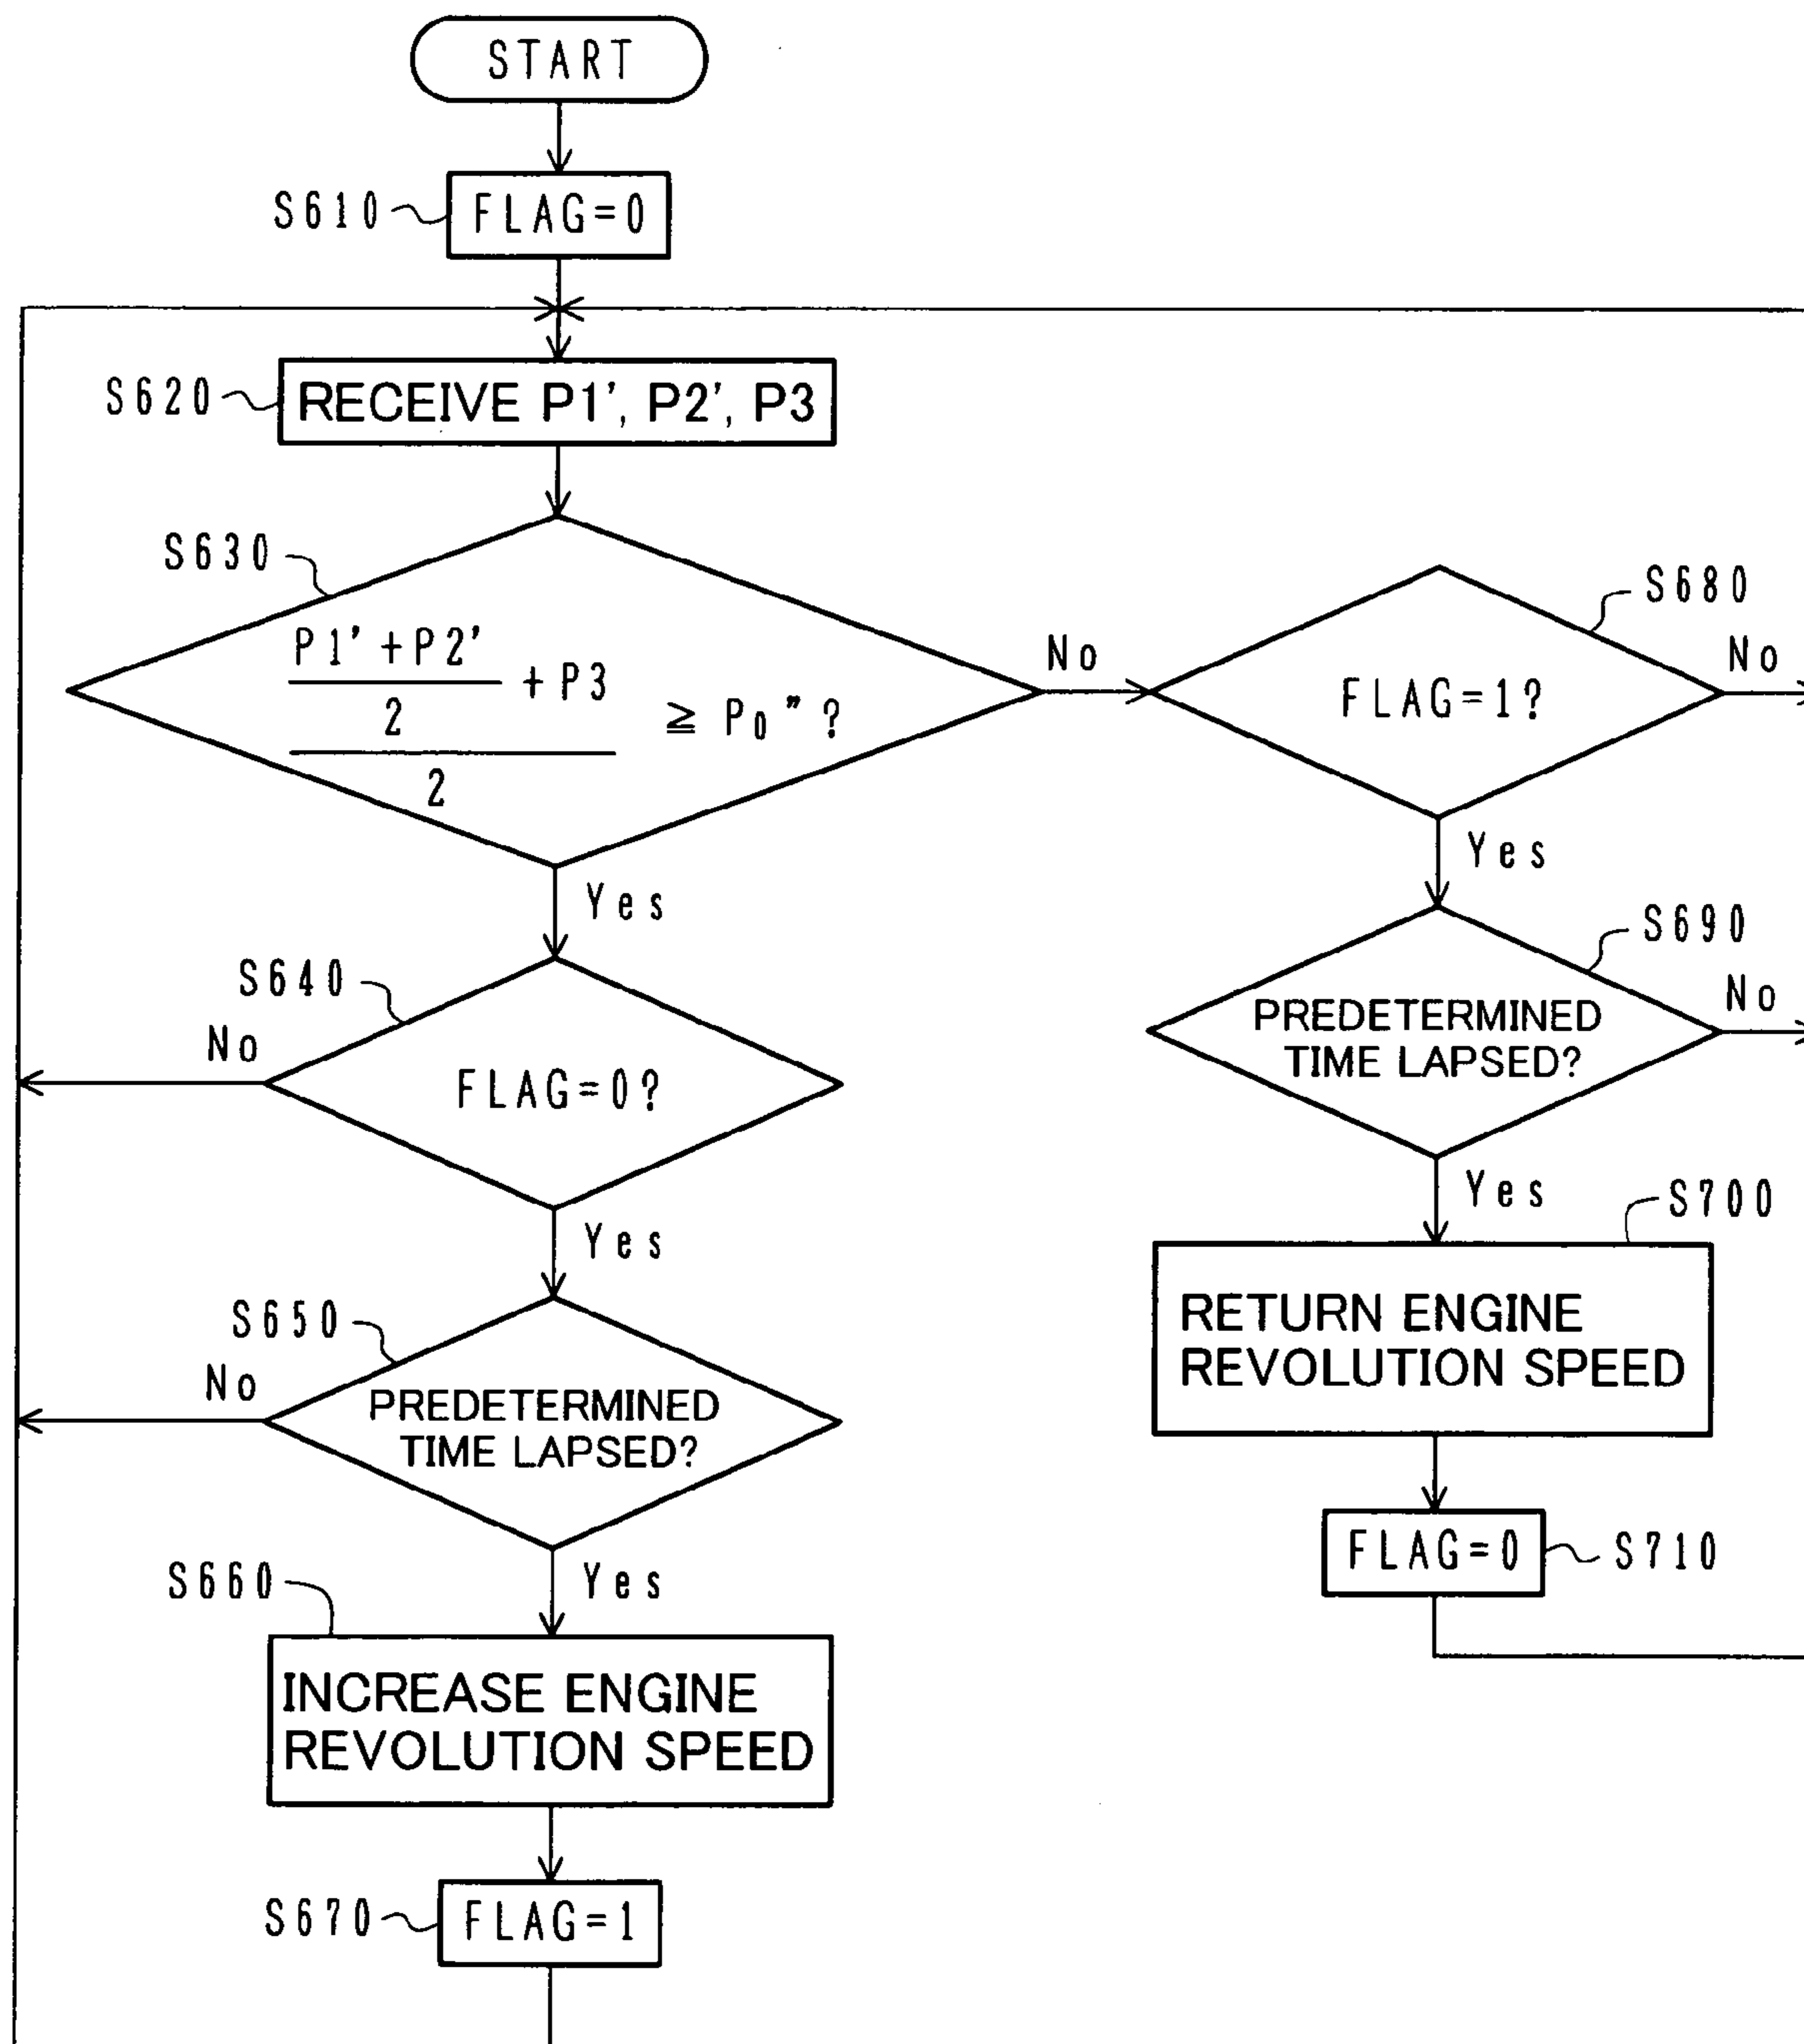 START
S610
FLAG=0
S620
RECEIVE P1', P2', P3
S630
P1'+P2'
2
+P3
2
≧ P₀"?
No
S680
FLAG=1?
No
Yes
Yes
S690
PREDETERMINED
TIME LAPSED?
No
S640
No
FLAG=0?
Yes
Yes
S700
RETURN ENGINE
REVOLUTION SPEED
S650
No
PREDETERMINED
TIME LAPSED?
FLAG=0
S710
S660
Yes
INCREASE ENGINE
REVOLUTION SPEED
S670
FLAG=1